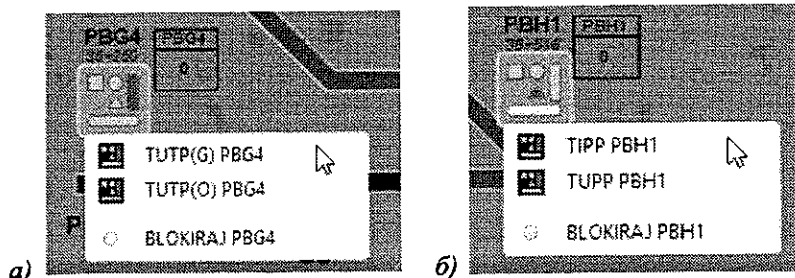 PBG4 PBG4
0
TUTP(G) PBG4
TUTP(O) PBG4
BLOKIRAJ PBG4
P
а)
PBH1 PBH1
0
TIPP PBH1
TUPP PBH1
BLOKIRAJ PBH1
б)